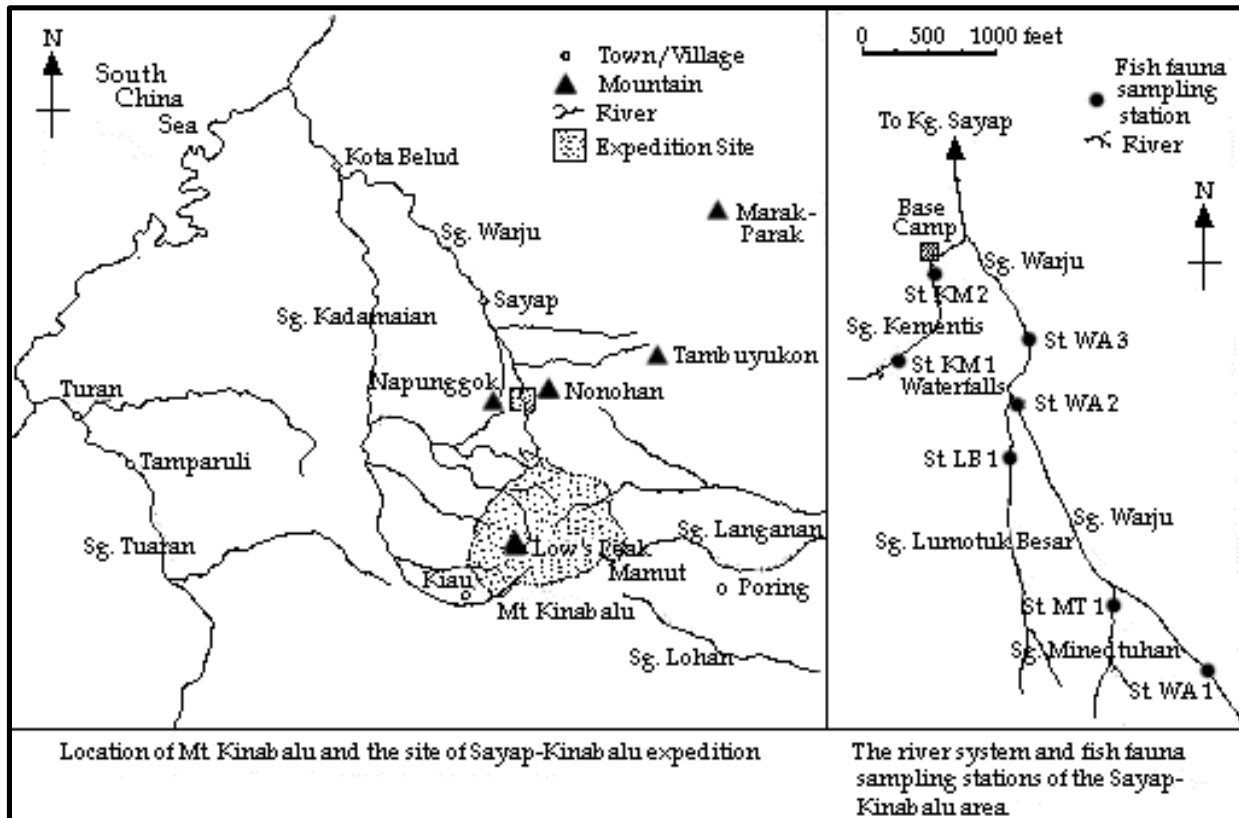 N
South
China
Sea
Town/Village
Mountain
River
Expedition Site
Kota Belud
Marak-
Parak
Sg. Warju
Sayap
Sg. Kadamaian
Tambuyukon
Napunggok
Nonohan
Turan
Tamparuli
Sg. Langanan
Low's Peak
Sg. Tuaran
Mamut
Kiau
Poring
Mt Kinabalu
Sg. Lohan
Location of Mt Kinabalu and the site of Sayap-Kinabalu expedition
0 500 1000 feet
Fish fauna
sampling
station
River
To Kg. Sayap
N
Base
Camp
Sg. Warju
St KM 2
Sg. Kementis
St WA 3
St KM 1
Waterfalls
St WA 2
St LB 1
Sg. Warju
Sg. Lumotuk Besar
St MT 1
Sg. Minedtuhan
St WA 1
The river system and fish fauna
sampling stations of the Sayap-
Kinabalu area.